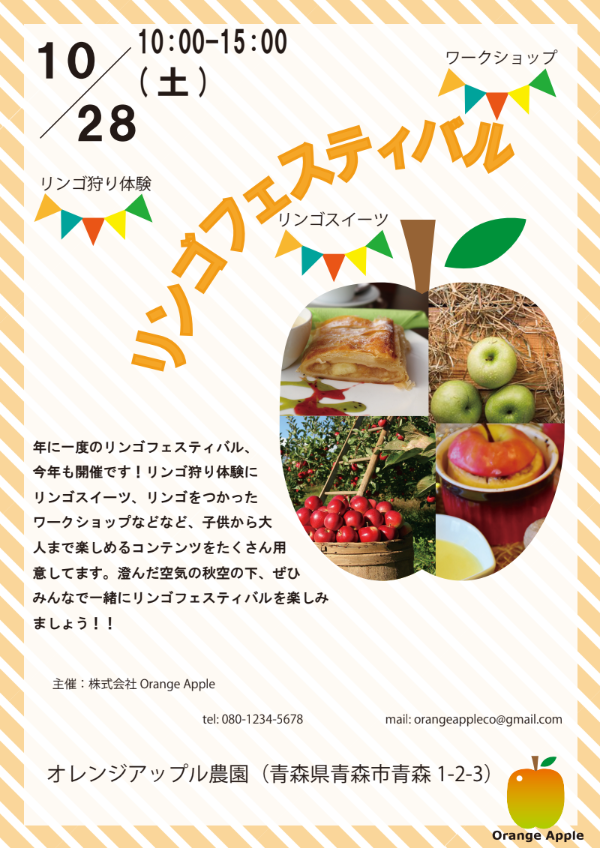 10/28
10:00-15:00
(土)
ワークショップ
リンゴフェスティバル
リンゴ狩り体験
リンゴスイーツ
年に一度のリンゴフェスティバル、
今年も開催です！リンゴ狩り体験に
リンゴスイーツ、リンゴをつかった
ワークショップなどなど、子供から大
人まで楽しめるコンテンツをたくさん用
意してます。澄んだ空気の秋空の下、ぜひ
みんなで一緒にリンゴフェスティバルを楽しみ
ましょう！！
主催：株式会社 Orange Apple
tel: 080-1234-5678
mail: orangeappleco@gmail.com
オレンジアップル農園（青森県青森市青森 1-2-3）
Orange Apple